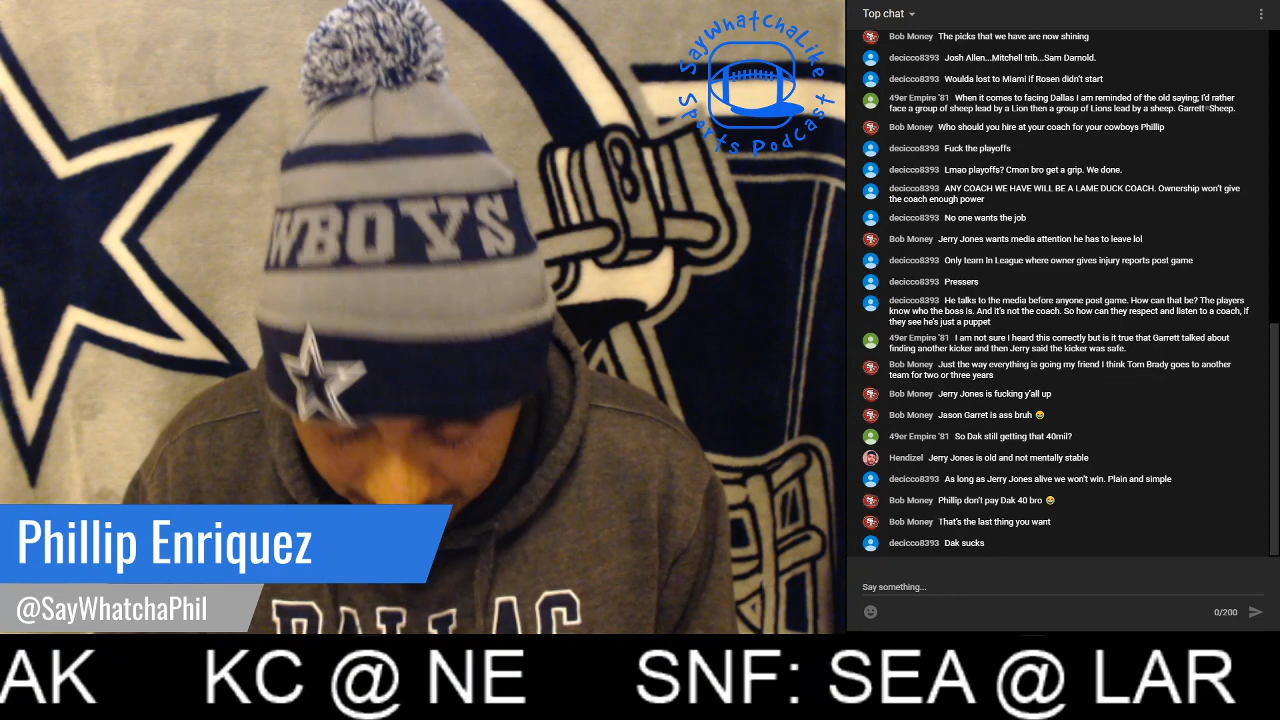 SayWhatChaLike t
Sports Podcast
WBOYS
DALLAS
Phillip Enriquez
@SayWhatchaPhil
AK KC @ NE SNF: SEA @ LAR
Top chat
Bob Money The picks that we have are now shining
decicco8393 Josh Allen...Mitchell trib...Sam Darnold.
decicco8393 Woulda lost to Miami if Rosen didn't start
49er Empire '81 When it comes to facing Dallas I am reminded of the old saying; I'd rather
face a group of sheep lead by a Lion then a group of Lions lead by a sheep. Garrett=Sheep.
Bob Money Who should you hire at your coach for your cowboys Phillip
decicco8393 Fuck the playoffs
decicco8393 Lmao playoffs? Cmon bro get a grip. We done.
decicco8393 ANY COACH WE HAVE WILL BE A LAME DUCK COACH. Ownership won't give
the coach enough power
decicco8393 No one wants the job
Bob Money Jerry Jones wants media attention he has to leave lol
decicco8393 Only team In League where owner gives injury reports post game
decicco8393 Pressers
decicco8393 He talks to the media before anyone post game. How can that be? The players
know who the boss is. And it's not the coach. So how can they respect and listen to a coach, If
they see he's just a puppet
49er Empire '81 I am not sure I heard this correctly but is it true that Garrett talked about
finding another kicker and then Jerry said the kicker was safe.
Bob Money Just the way everything is going my friend I think Tom Brady goes to another
team for two or three years
Bob Money Jerry Jones is fucking y'all up
Bob Money Jason Garret is ass bruh 😂
49er Empire '81 So Dak still getting that 40mil?
Hendizel Jerry Jones is old and not mentally stable
decicco8393 As long as Jerry Jones alive we won't win. Plain and simple
Bob Money Phillip don't pay Dak 40 bro 😂
Bob Money That's the last thing you want
decicco8393 Dak sucks
Say something...
0/200